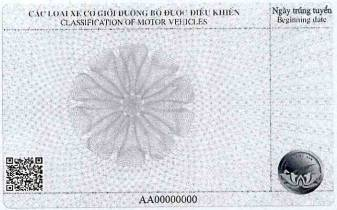 CÁC LOẠI XE CƠ GIỚI ĐƯỜNG BỘ ĐƯỢC ĐIỀU KHIỂN
CLASSIFICATION OF MOTOR VEHICLES
Ngày trúng tuyển
Beginning date
AA00000000